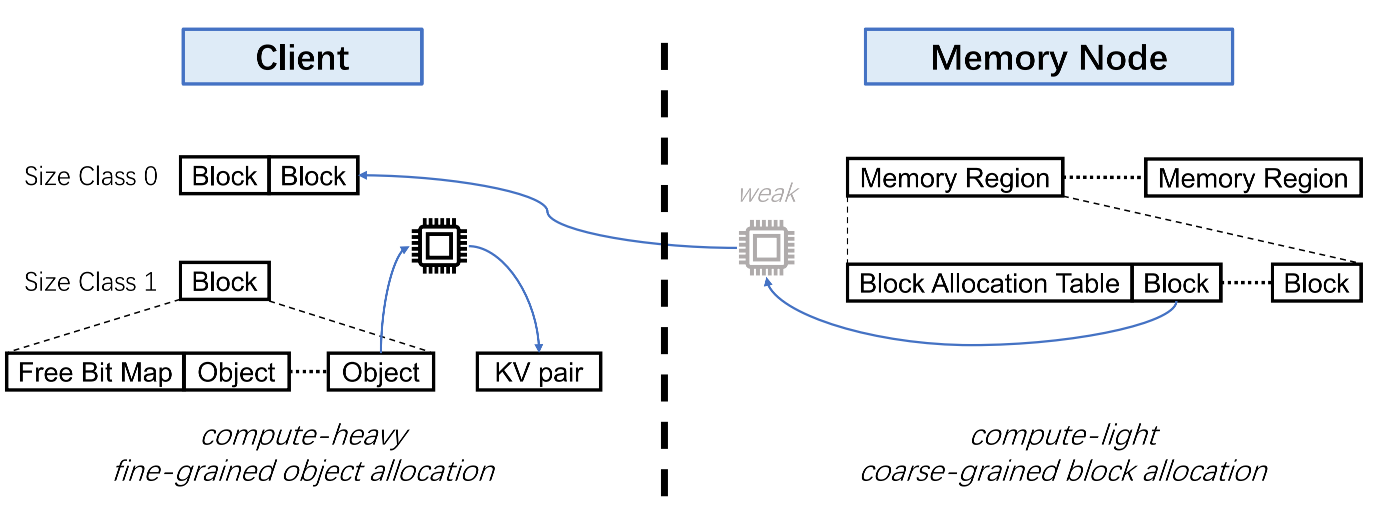 Client
Memory Node
Size Class 0
Block
Block
weak
Memory Region
Memory Region
Size Class 1
Block
Block Allocation Table
Block
Block
Free Bit Map
Object
Object
KV pair
compute-heavy
fine-grained object allocation
compute-light
coarse-grained block allocation